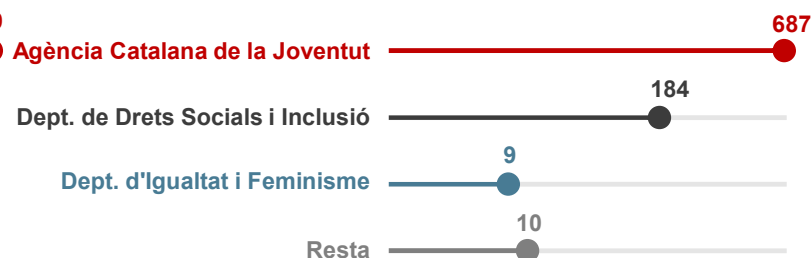 687
Agència Catalana de la Joventut
184
Dept. de Drets Socials i Inclusió
9
Dept. d'Igualtat i Feminisme
10
Resta